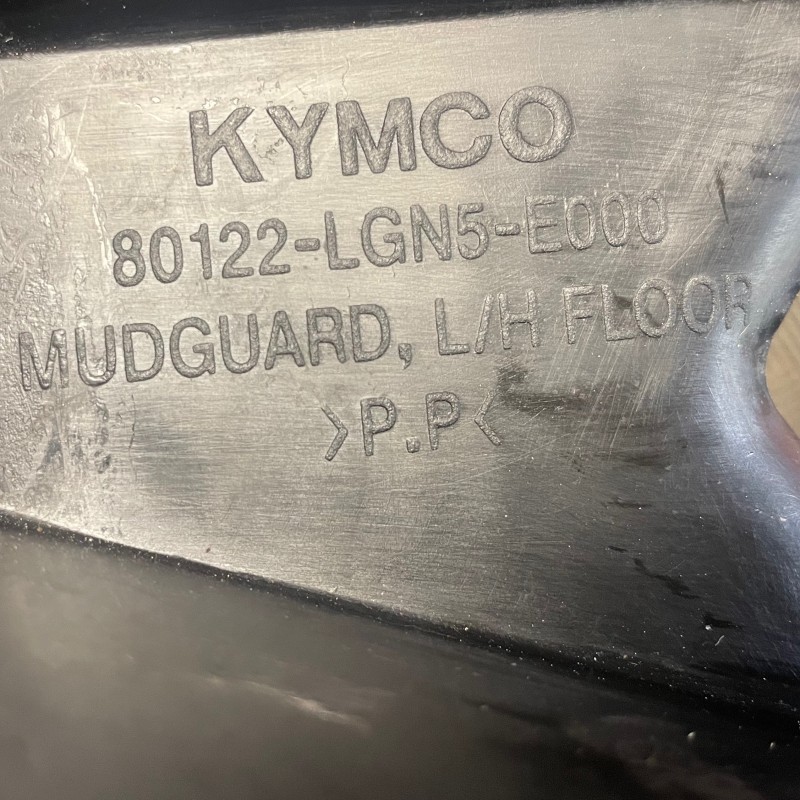 KYMCO
80122-LGN5-E000
MUDGUARD, L/H FLOOR
>P.P<